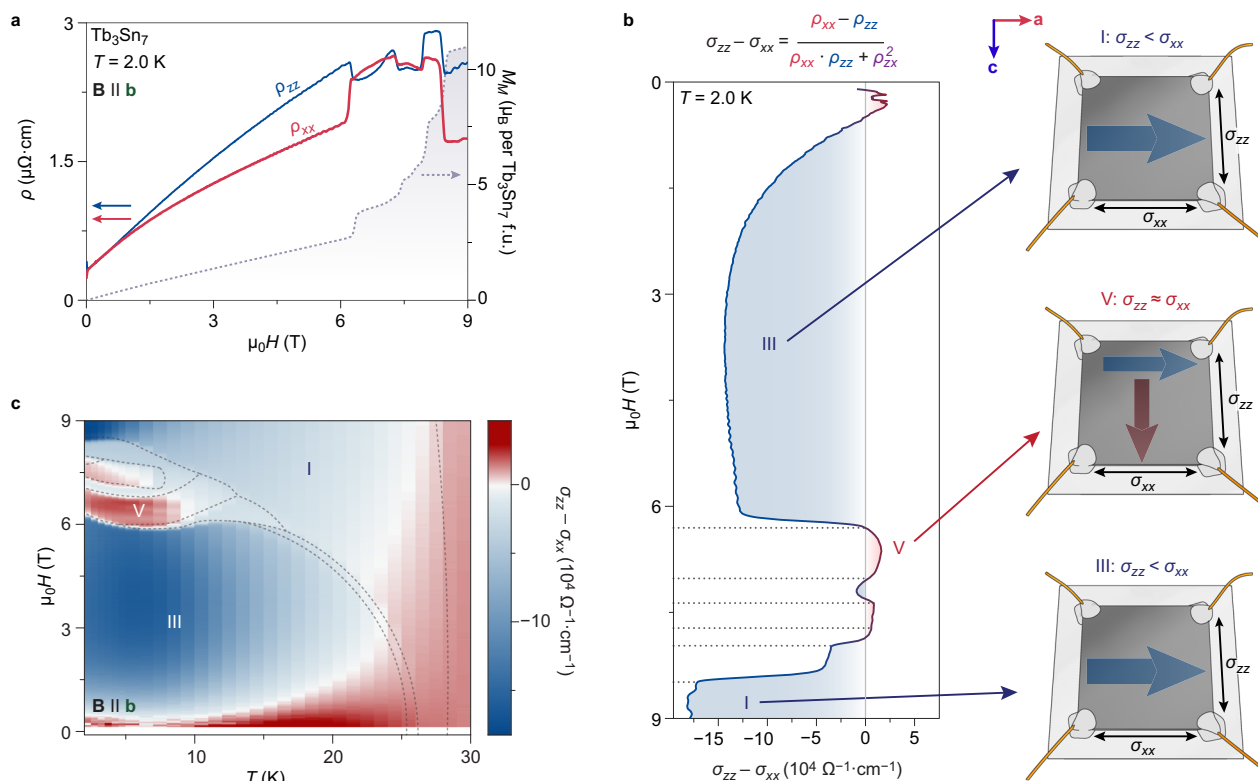 a
Tb₃Sn₇
T = 2.0 K
B || b
ρzz
ρxx
3
1.5
0
ρ (µΩ·cm)
0 3 6 9
µ₀H (T)
10
5
0
M_M (µ_B per Tb₃Sn₇ f.u.)
b
σzz – σxx = (ρxx – ρzz) / (ρxx · ρzz + ρzx²)
T = 2.0 K
0
3
6
9
µ₀H (T)
III
V
I
−15 −10 −5 0 5
σzz – σxx (10⁴ Ω⁻¹·cm⁻¹)
a
c
I: σzz < σxx
σzz
σxx
V: σzz ≈ σxx
σzz
σxx
III: σzz < σxx
σzz
σxx
c
9
6
3
0
µ₀H (T)
I
V
III
B || b
10 20 30
T (K)
0
−10
σzz – σxx (10⁴ Ω⁻¹·cm⁻¹)